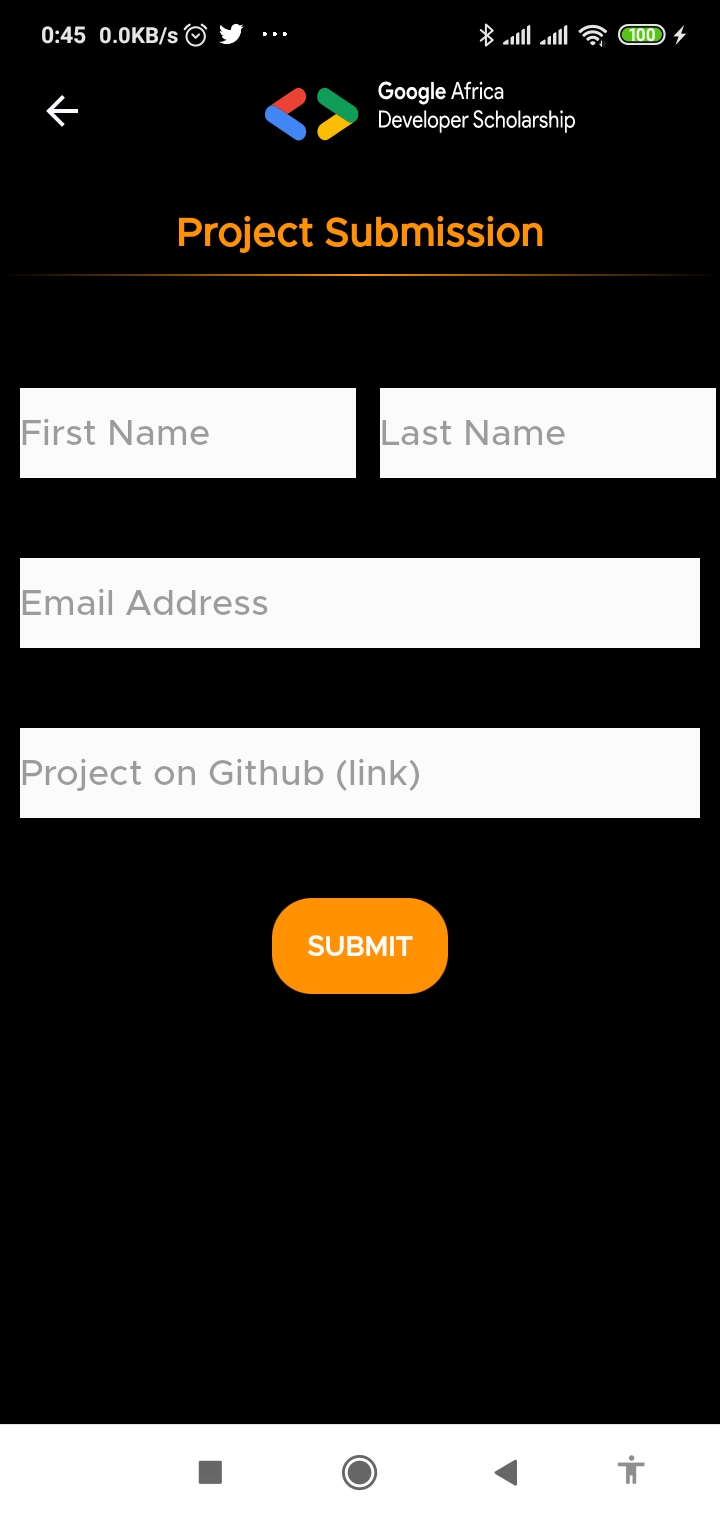 0:45 0.0KB/s 100
Google Africa
Developer Scholarship
Project Submission
First Name Last Name
Email Address
Project on Github (link)
SUBMIT